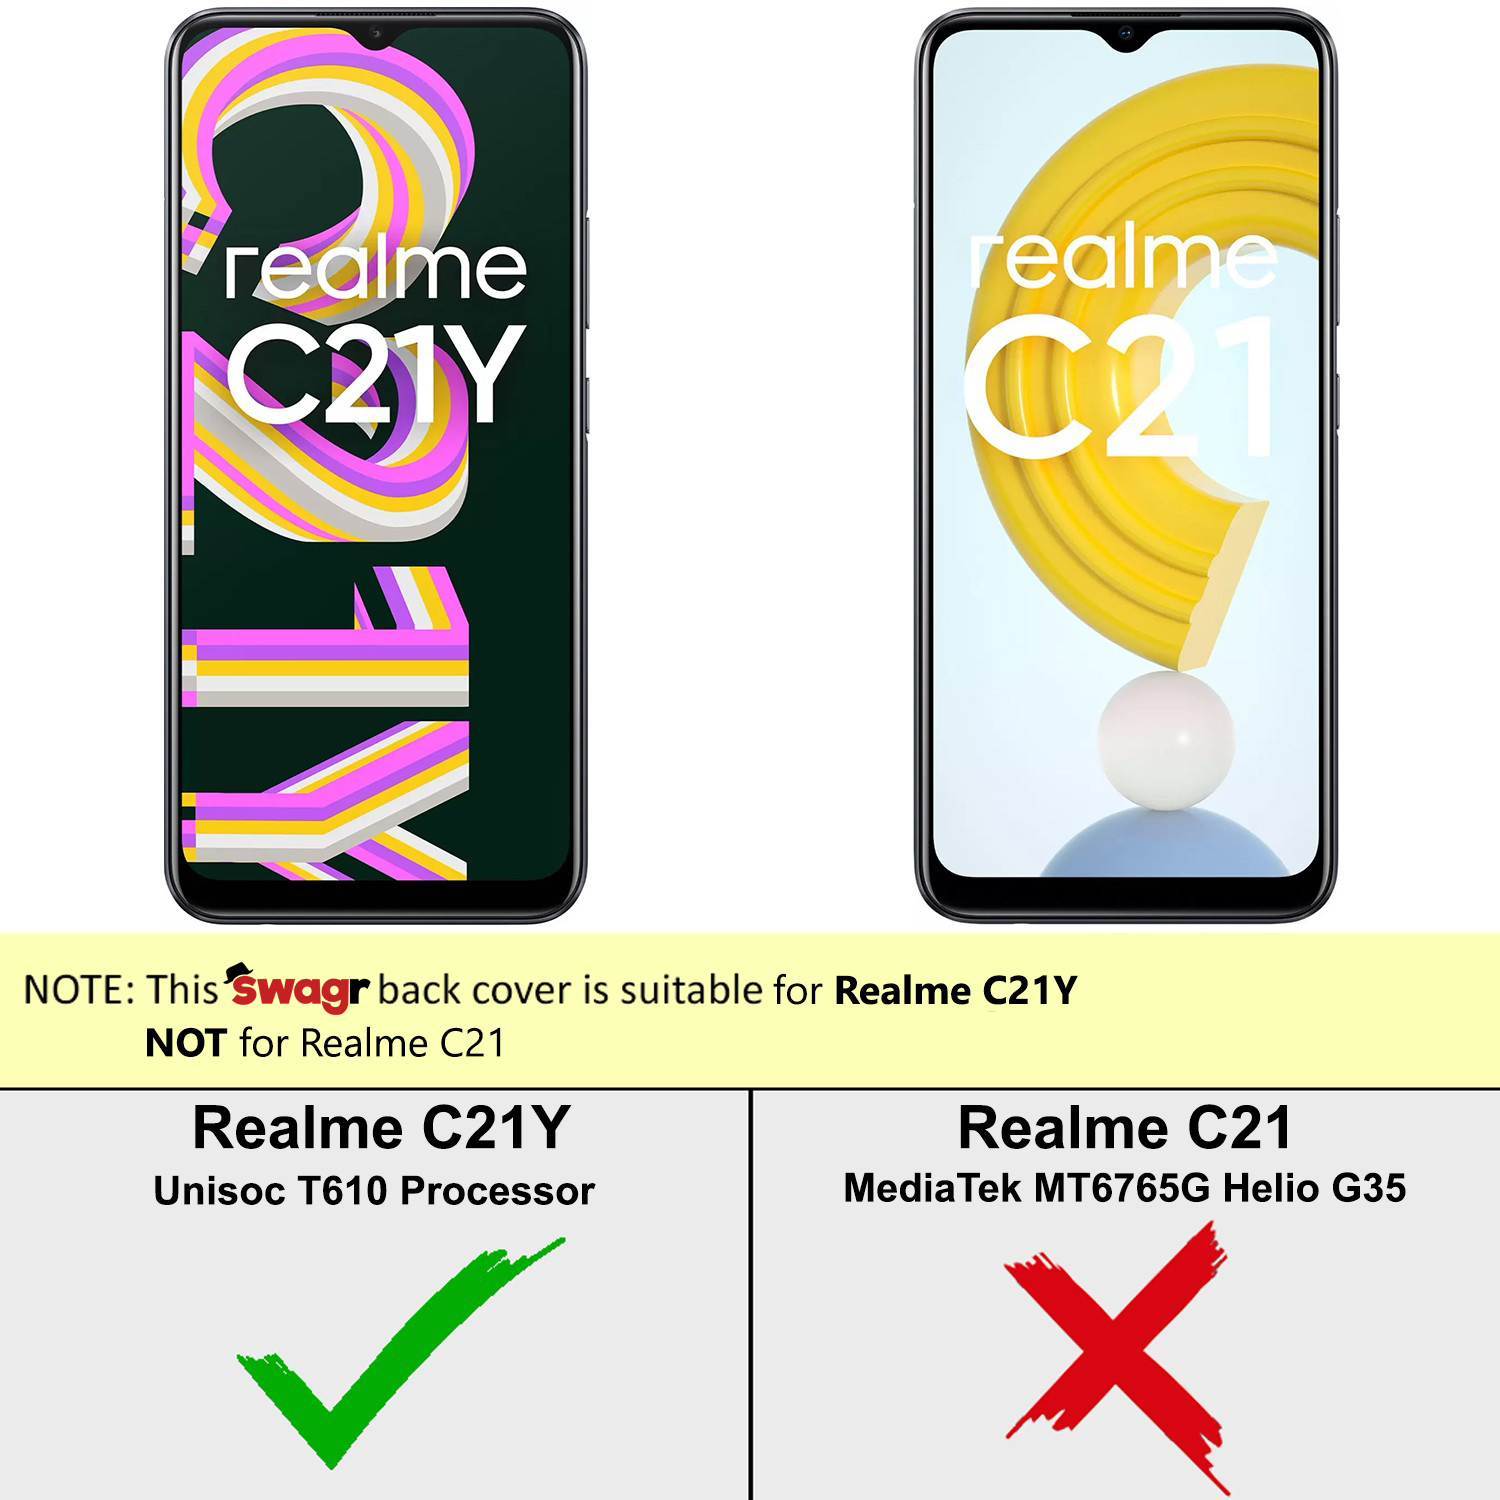 realme
C21Y
realme
C21
NOTE: This Swagr back cover is suitable for Realme C21Y
NOT for Realme C21
Realme C21Y
Unisoc T610 Processor
Realme C21
MediaTek MT6765G Helio G35